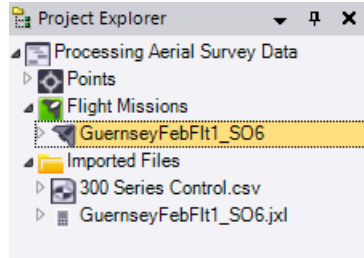 Project Explorer
Processing Aerial Survey Data
Points
Flight Missions
GuernseyFebFlt1_SO6
Imported Files
300 Series Control.csv
GuernseyFebFlt1_SO6.jxl